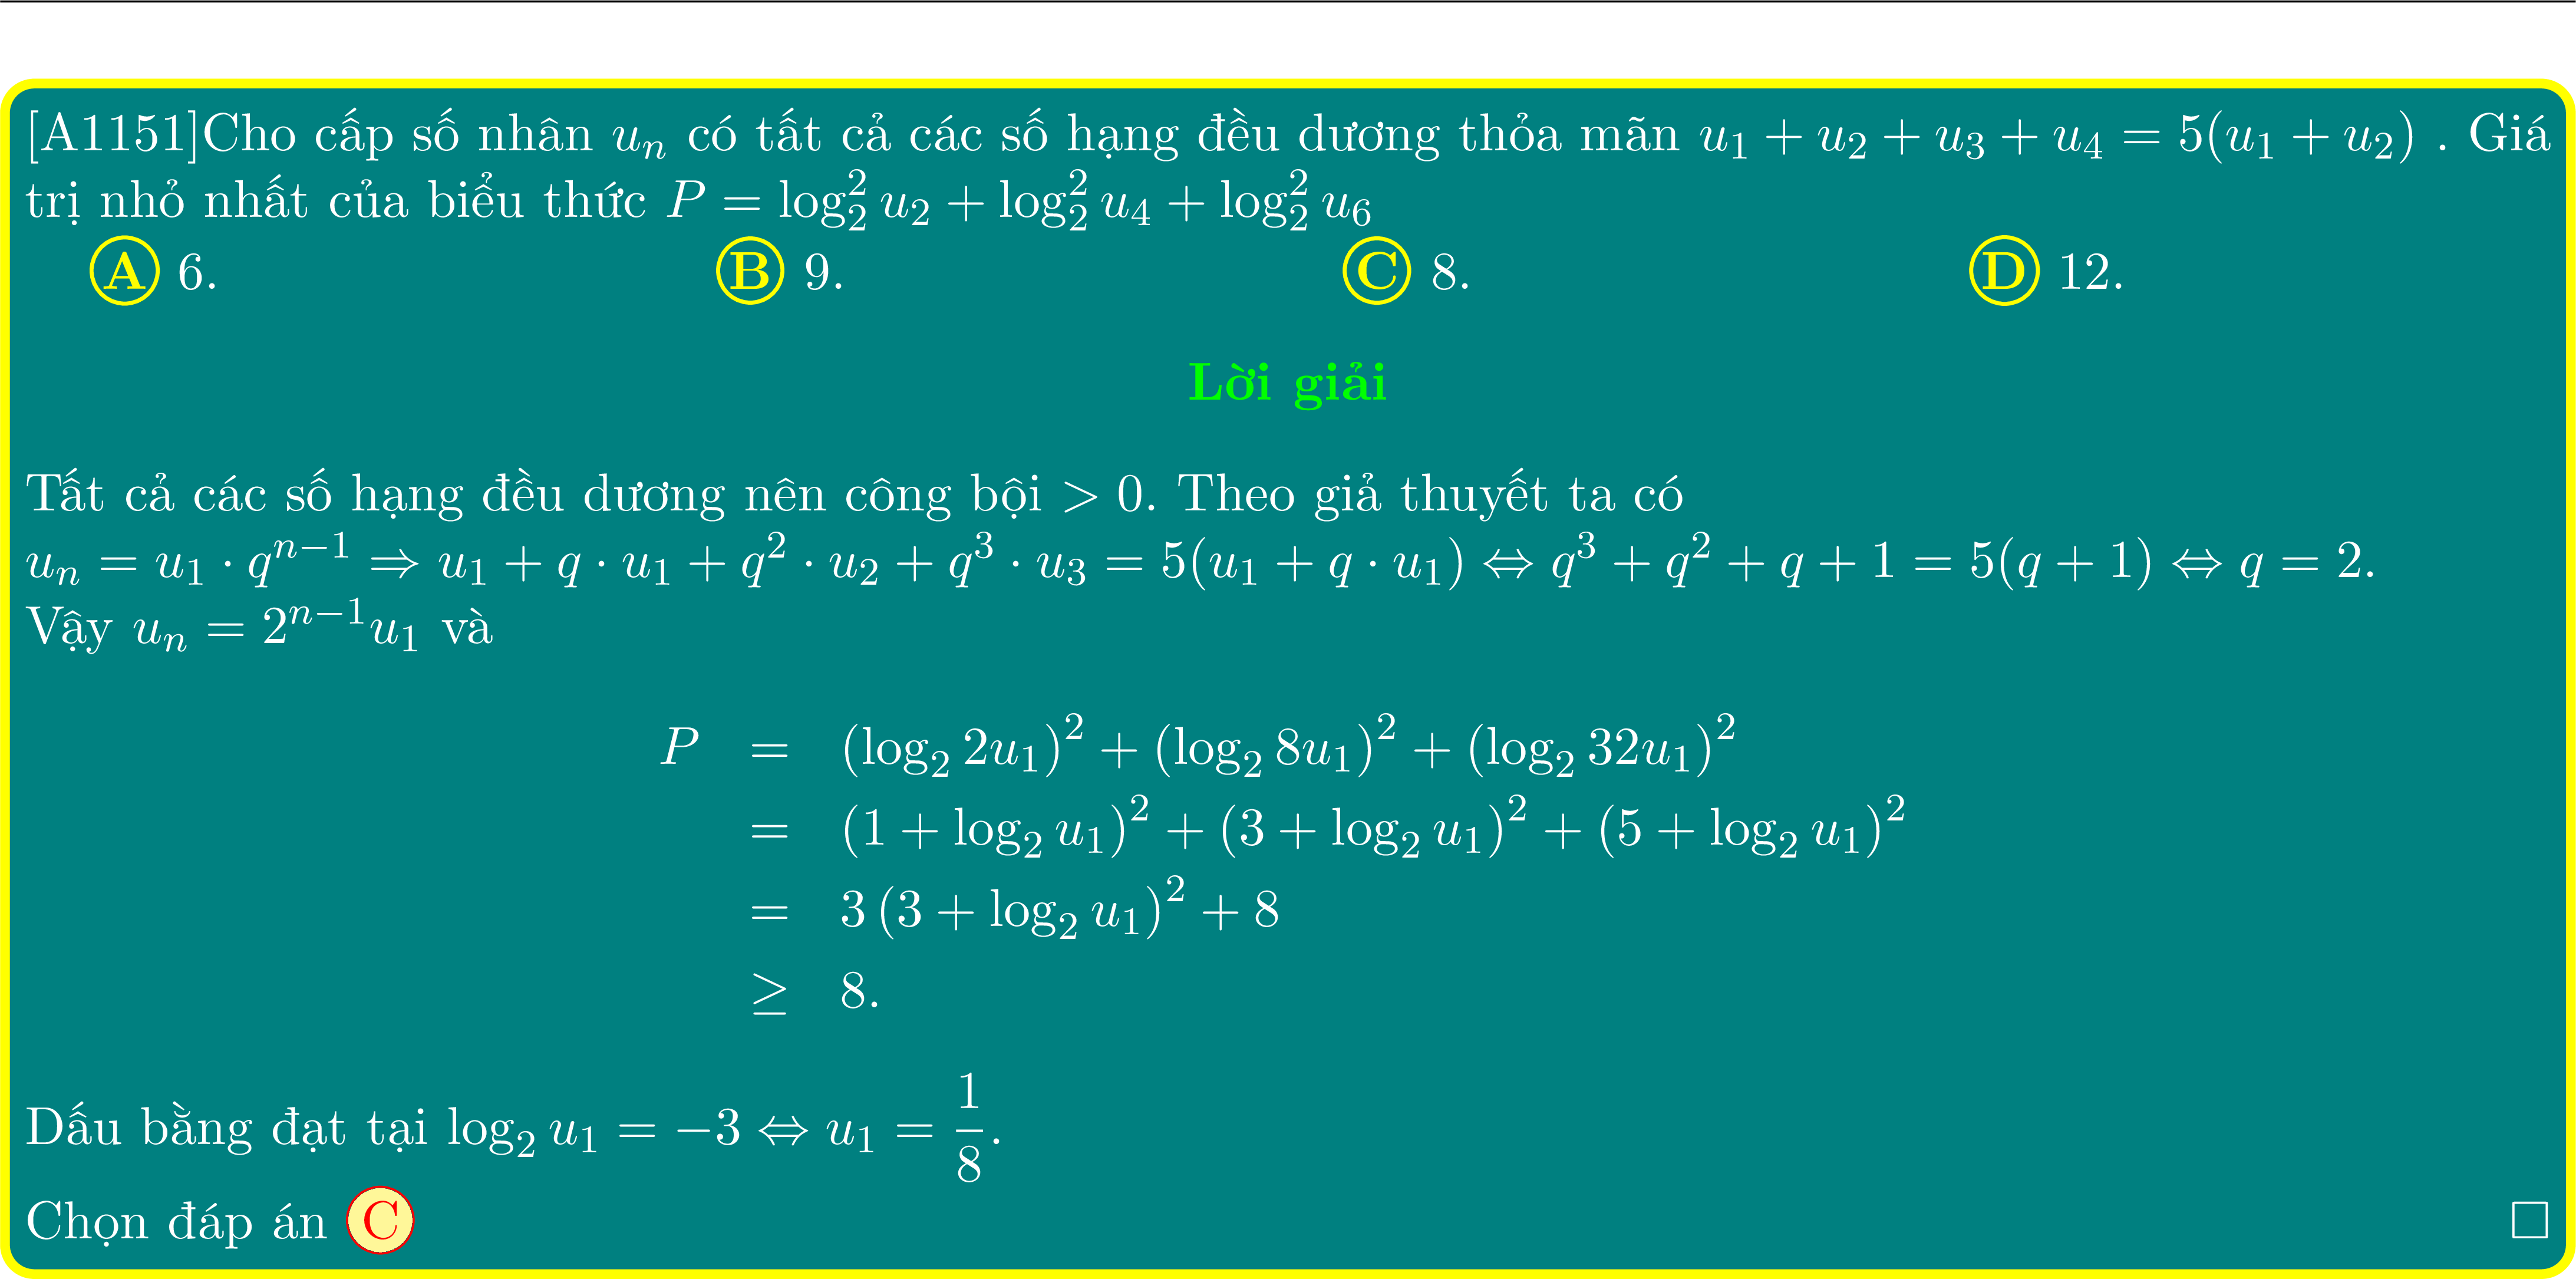 [A1151]Cho cấp số nhân $u_n$ có tất cả các số hạng đều dương thỏa mãn $u_1 + u_2 + u_3 + u_4 = 5(u_1 + u_2)$ . Giá
trị nhỏ nhất của biểu thức $P = \log_2^2 u_2 + \log_2^2 u_4 + \log_2^2 u_6$
A 6. B 9. C 8. D 12.
Lời giải
Tất cả các số hạng đều dương nên công bội > 0. Theo giả thuyết ta có
$u_n = u_1 \cdot q^{n-1} \Rightarrow u_1 + q \cdot u_1 + q^2 \cdot u_2 + q^3 \cdot u_3 = 5(u_1 + q \cdot u_1) \Leftrightarrow q^3 + q^2 + q + 1 = 5(q + 1) \Leftrightarrow q = 2.$
Vậy $u_n = 2^{n-1}u_1$ và
$P = (\log_2 2u_1)^2 + (\log_2 8u_1)^2 + (\log_2 32u_1)^2$
$= (1 + \log_2 u_1)^2 + (3 + \log_2 u_1)^2 + (5 + \log_2 u_1)^2$
$= 3(3 + \log_2 u_1)^2 + 8$
$\geq 8.$
Dấu bằng đạt tại $\log_2 u_1 = -3 \Leftrightarrow u_1 = \frac{1}{8}.$
Chọn đáp án C □